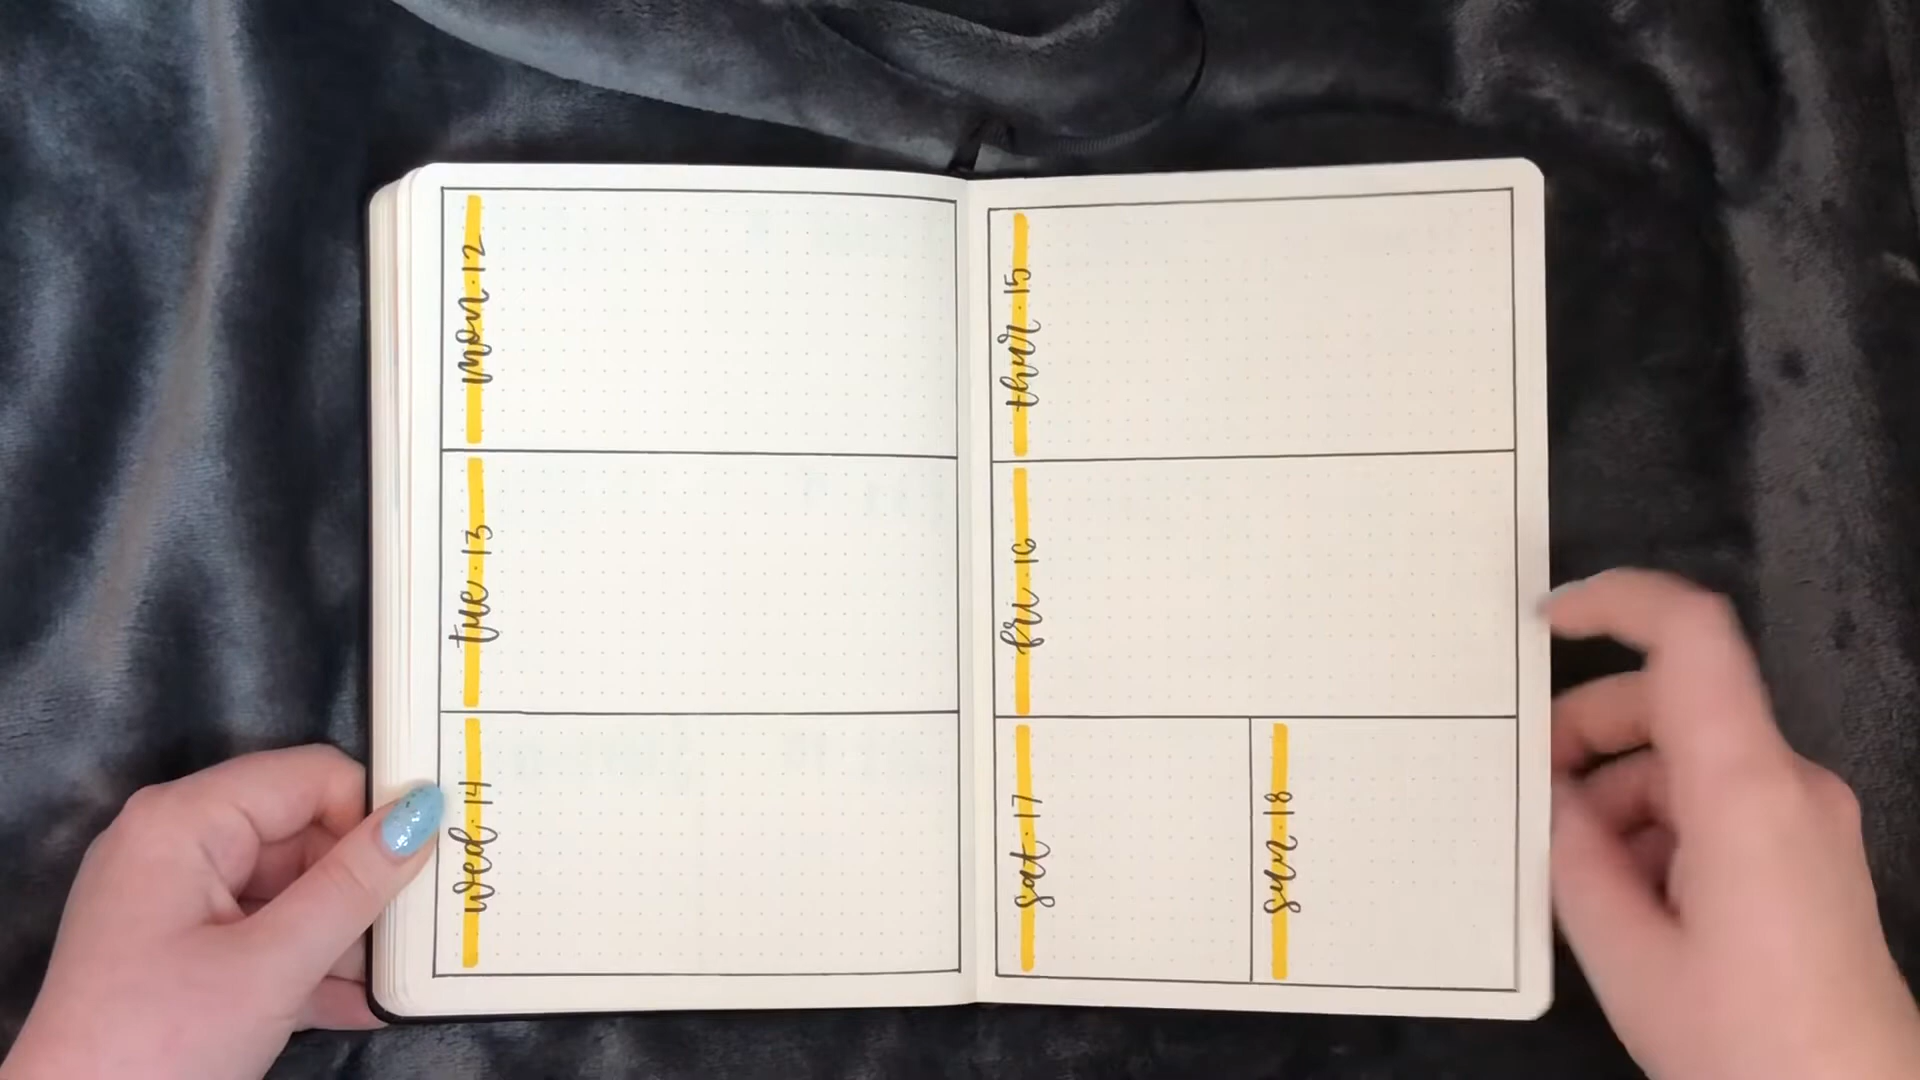 mon. 12
tue. 13
wed. 14
thur. 15
fri. 16
sat. 17
sun. 18